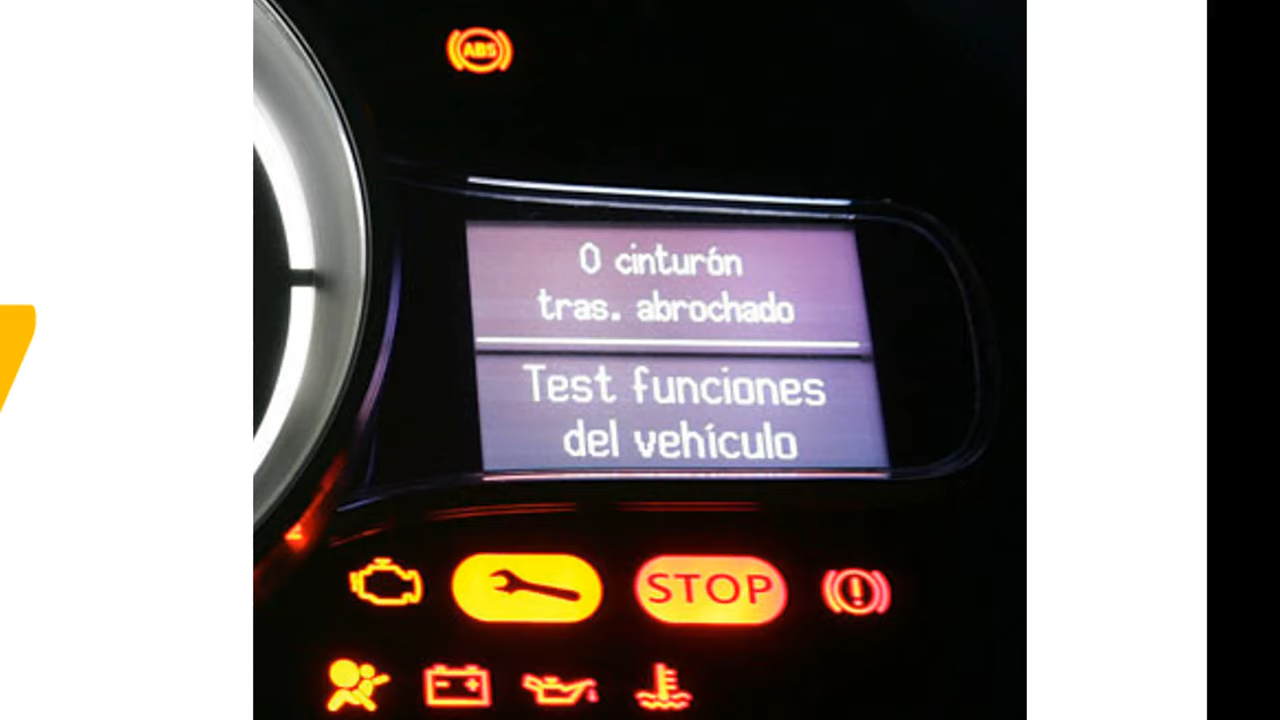 ABS
0 cinturón
tras. abrochado
Test funciones
del vehículo
STOP